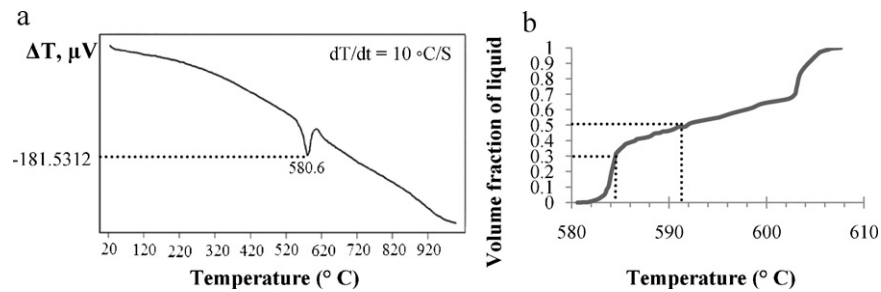 a
ΔT, μV
dT/dt = 10 ∘C/S
-181.5312
580.6
20 120 220 320 420 520 620 720 820 920
Temperature (° C)
b
Volume fraction of liquid
1
0.9
0.8
0.7
0.6
0.5
0.4
0.3
0.2
0.1
0
580 590 600 610
Temperature (° C)